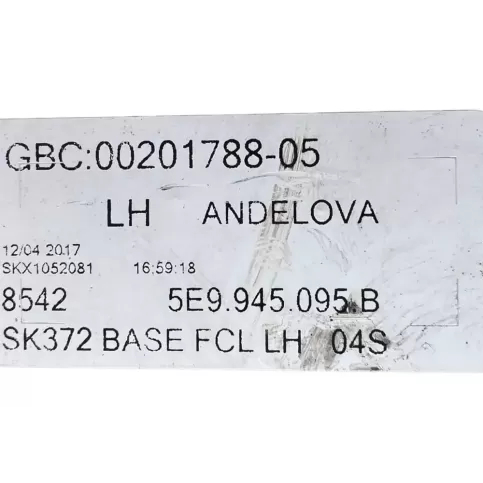 GBC:00201788-05
LH ANDELOVA
12/04 2017
SKX1052081 16:59:18
8542 5E9.945.095.B
SK372 BASE FCL LH 04S